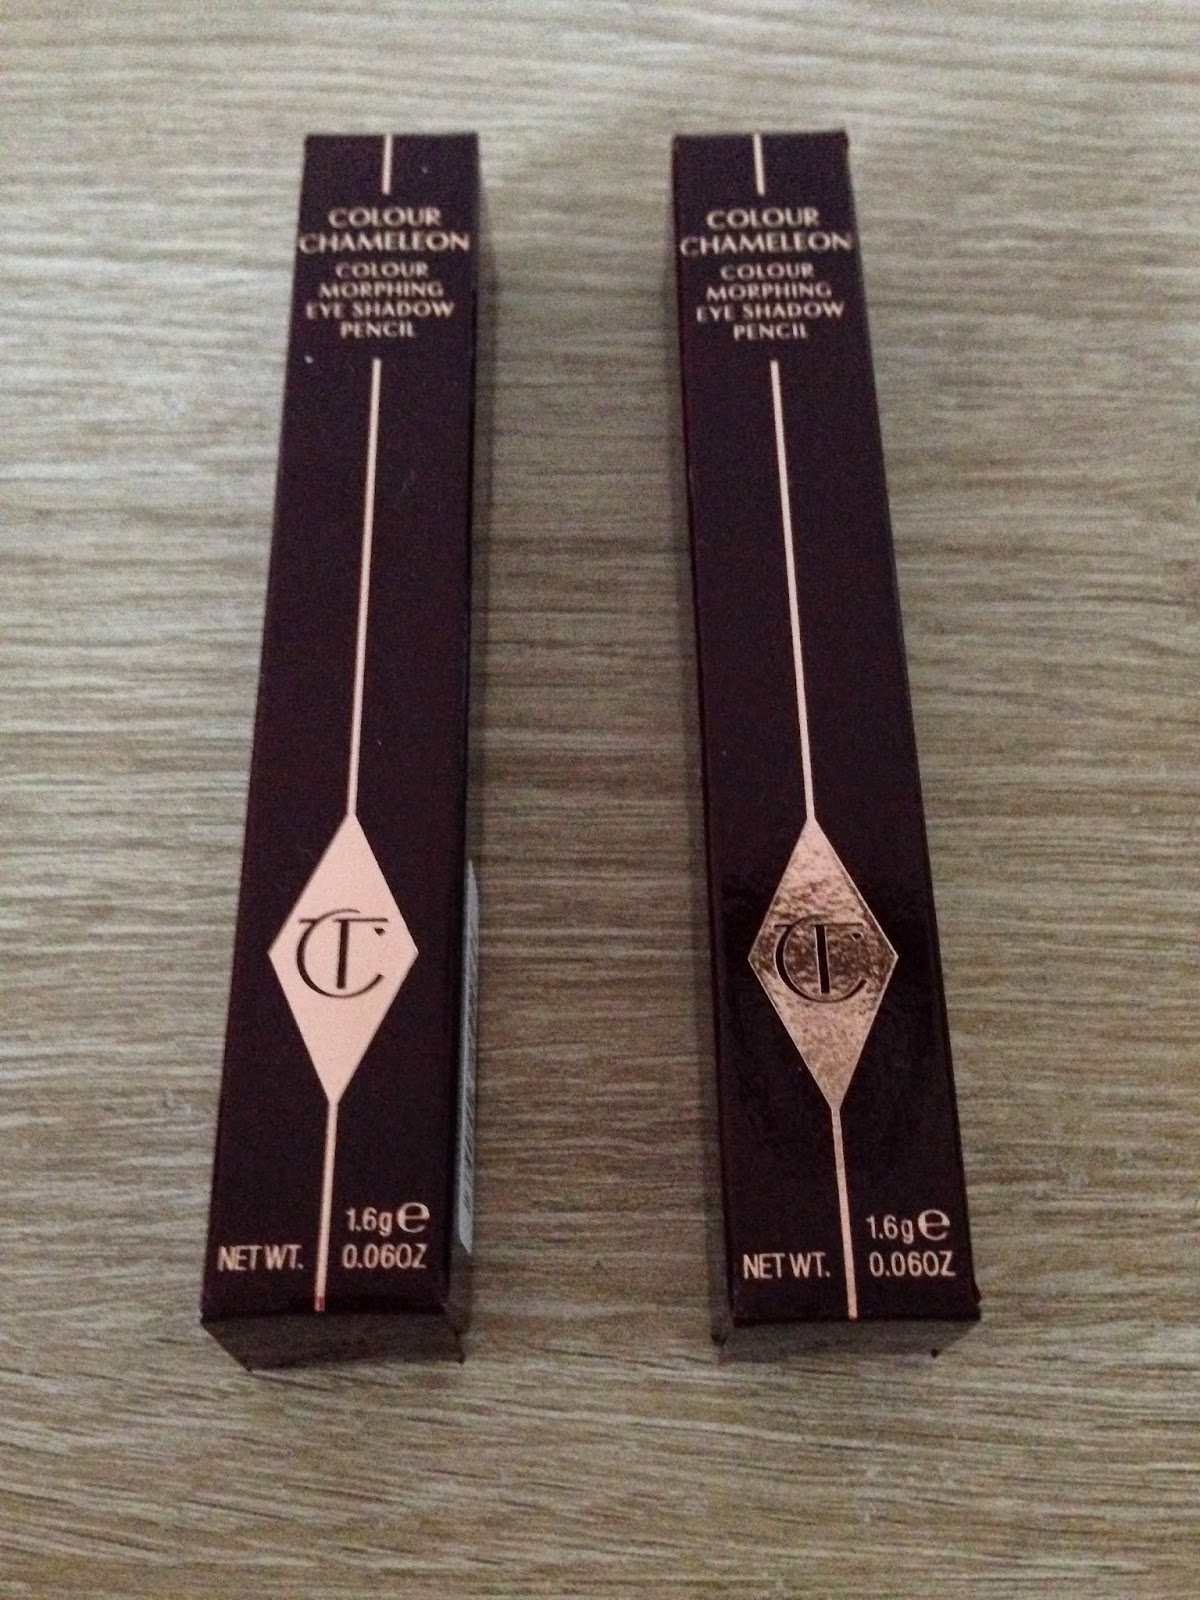 COLOUR
CHAMELEON
COLOUR
MORPHING
EYE SHADOW
PENCIL
CT
1.6g e
NET WT. 0.06OZ
COLOUR
CHAMELEON
COLOUR
MORPHING
EYE SHADOW
PENCIL
CT
1.6g e
NET WT. 0.06OZ